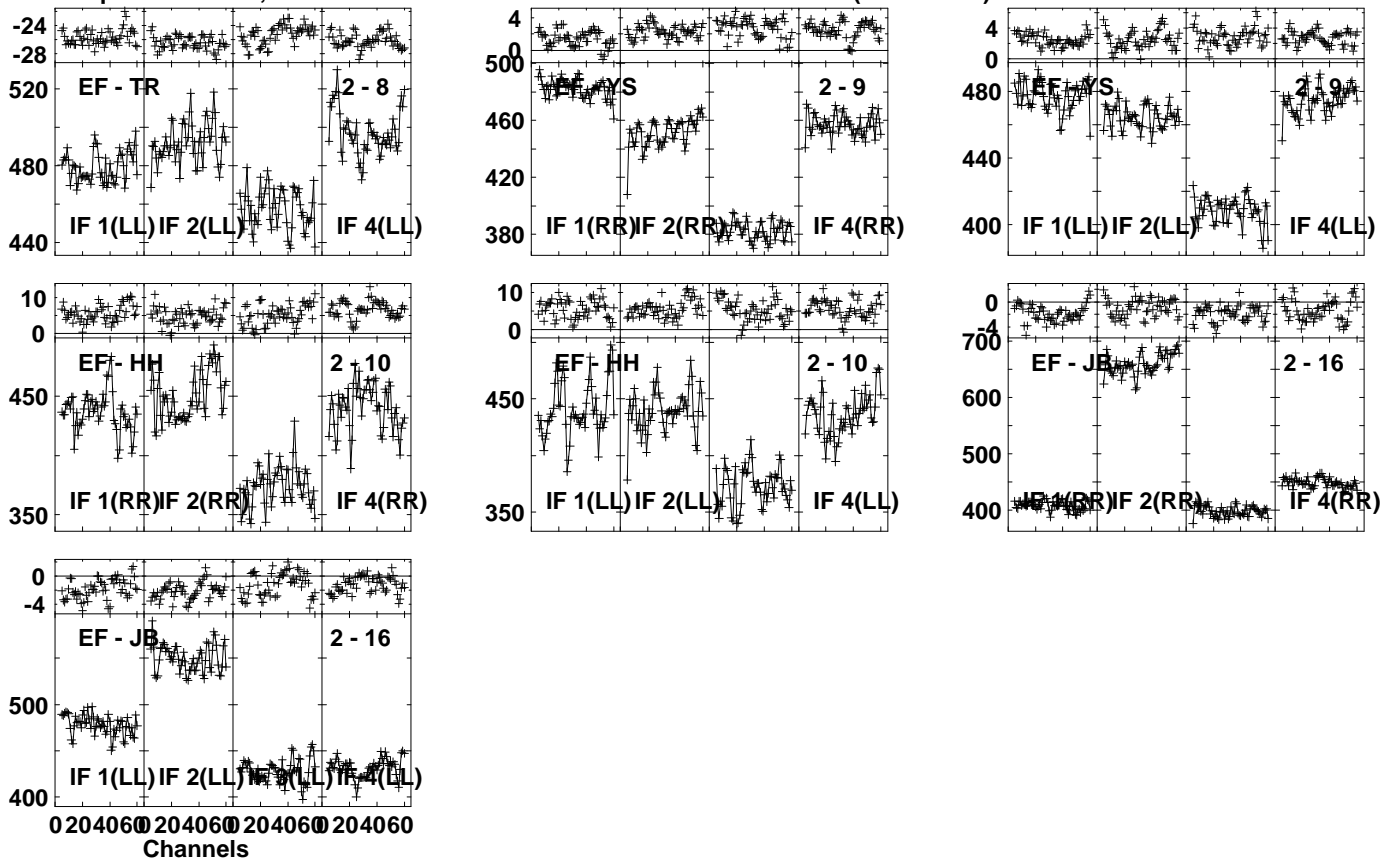 -24
-28
520
480
440
EF - TR
2 - 8
IF 1(LL)
IF 2(LL)
IF 4(LL)
4
0
500
460
420
380
EF - YS
2 - 9
IF 1(RR)
IF 2(RR)
IF 4(RR)
4
0
480
440
400
EF - YS
2 - 9
IF 1(LL)
IF 2(LL)
IF 4(LL)
10
0
450
350
EF - HH
2 - 10
IF 1(RR)
IF 2(RR)
IF 4(RR)
10
0
450
350
EF - HH
2 - 10
IF 1(LL)
IF 2(LL)
IF 4(LL)
0
-4
700
600
500
400
EF - JB
2 - 16
IF 1(RR)
IF 2(RR)
IF 4(RR)
0
-4
500
400
EF - JB
2 - 16
IF 1(LL)
IF 2(LL)
IF 3(LL)
IF 4(LL)
0 20 40 60 0 20 40 60 0 20 40 60 0 20 40 60
Channels